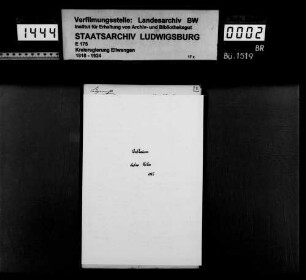 1444
Verfilmungsstelle: Landesarchiv BW
Institut für Erhaltung von Archiv- und Bibliotheksgut
STAATSARCHIV LUDWIGSBURG
E 175
Kreisregierung Ellwangen
1818 - 1924
0002
BR
Bü. 1519